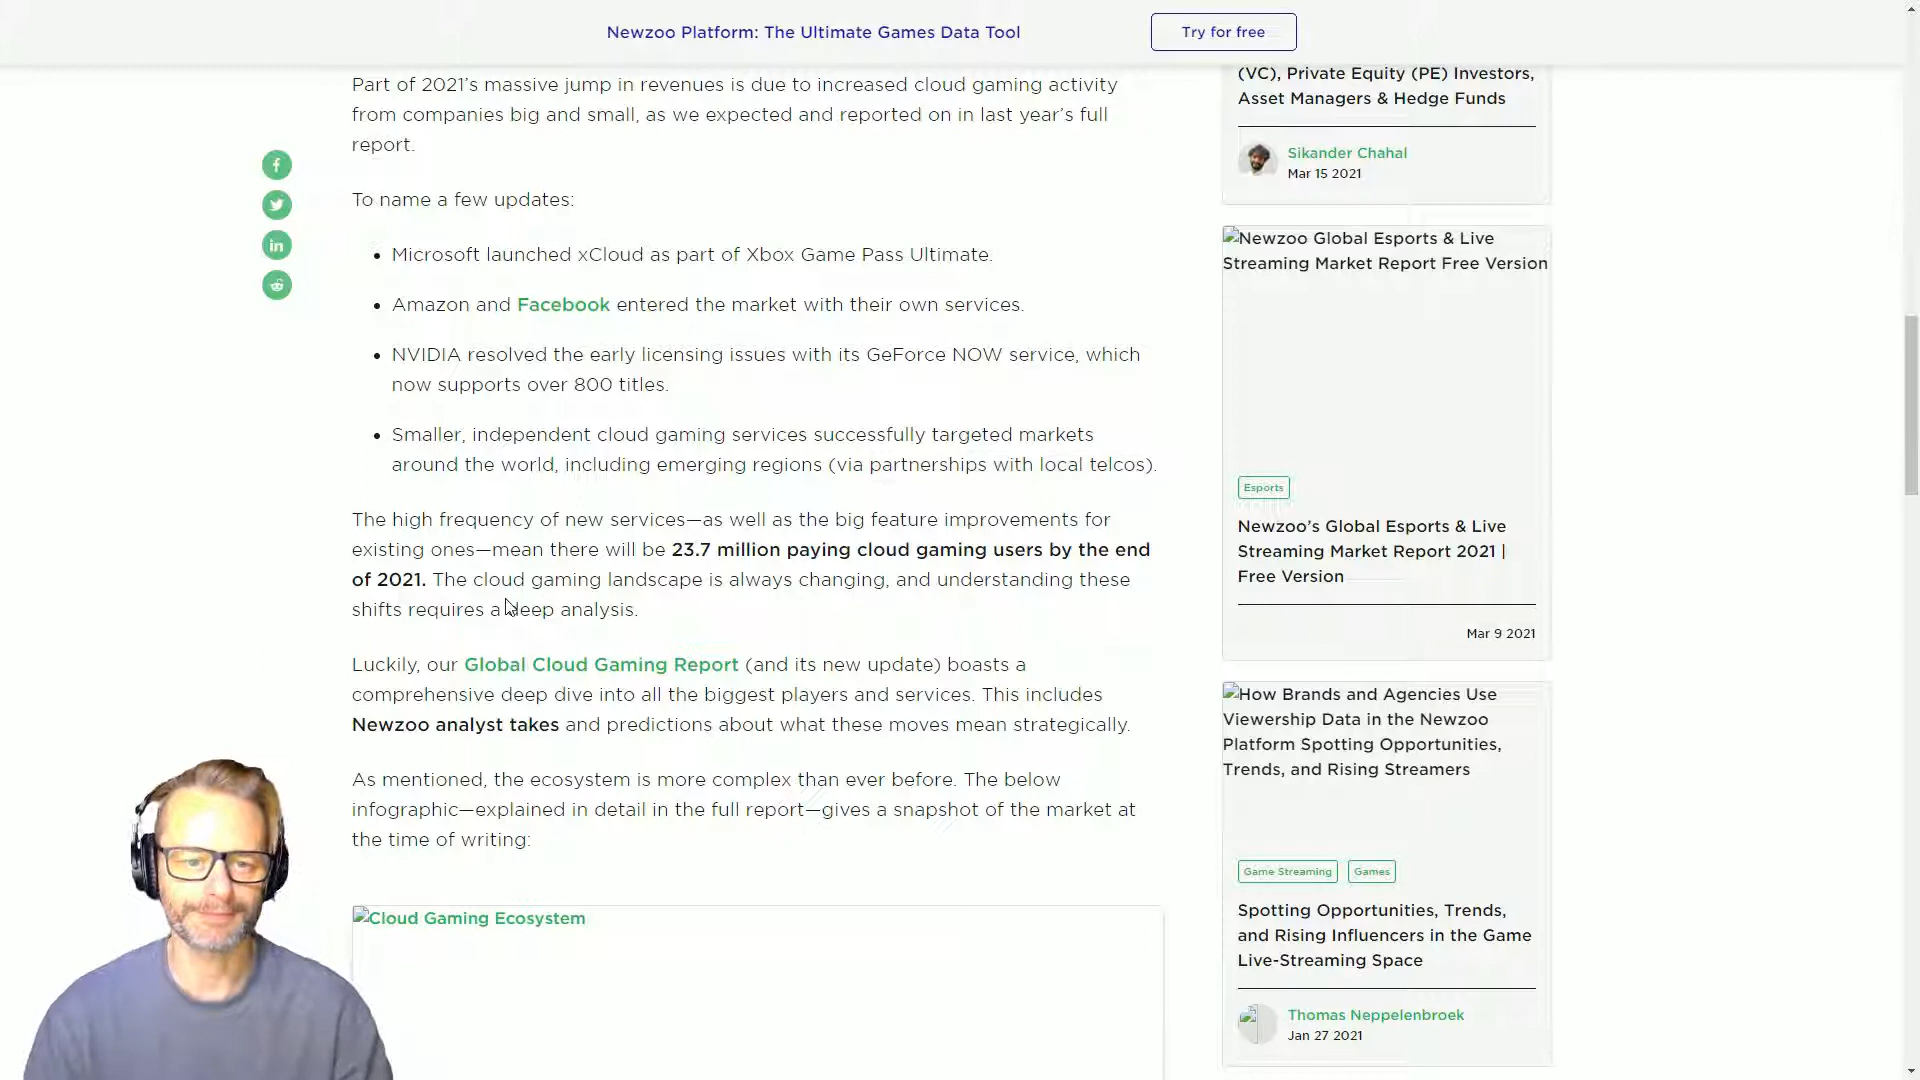 Newzoo Platform: The Ultimate Games Data Tool
Try for free
Part of 2021's massive jump in revenues is due to increased cloud gaming activity
from companies big and small, as we expected and reported on in last year's full
report.
To name a few updates:
• Microsoft launched xCloud as part of Xbox Game Pass Ultimate.
• Amazon and Facebook entered the market with their own services.
• NVIDIA resolved the early licensing issues with its GeForce NOW service, which
now supports over 800 titles.
• Smaller, independent cloud gaming services successfully targeted markets
around the world, including emerging regions (via partnerships with local telcos).
The high frequency of new services—as well as the big feature improvements for
existing ones—mean there will be 23.7 million paying cloud gaming users by the end
of 2021. The cloud gaming landscape is always changing, and understanding these
shifts requires a deep analysis.
Luckily, our Global Cloud Gaming Report (and its new update) boasts a
comprehensive deep dive into all the biggest players and services. This includes
Newzoo analyst takes and predictions about what these moves mean strategically.
As mentioned, the ecosystem is more complex than ever before. The below
infographic—explained in detail in the full report—gives a snapshot of the market at
the time of writing:
Cloud Gaming Ecosystem
(VC), Private Equity (PE) Investors,
Asset Managers & Hedge Funds
Sikander Chahal
Mar 15 2021
Newzoo Global Esports & Live
Streaming Market Report Free Version
Esports
Newzoo's Global Esports & Live
Streaming Market Report 2021 |
Free Version
Mar 9 2021
How Brands and Agencies Use
Viewership Data in the Newzoo
Platform Spotting Opportunities,
Trends, and Rising Streamers
Game Streaming
Games
Spotting Opportunities, Trends,
and Rising Influencers in the Game
Live-Streaming Space
Thomas Neppelenbroek
Jan 27 2021